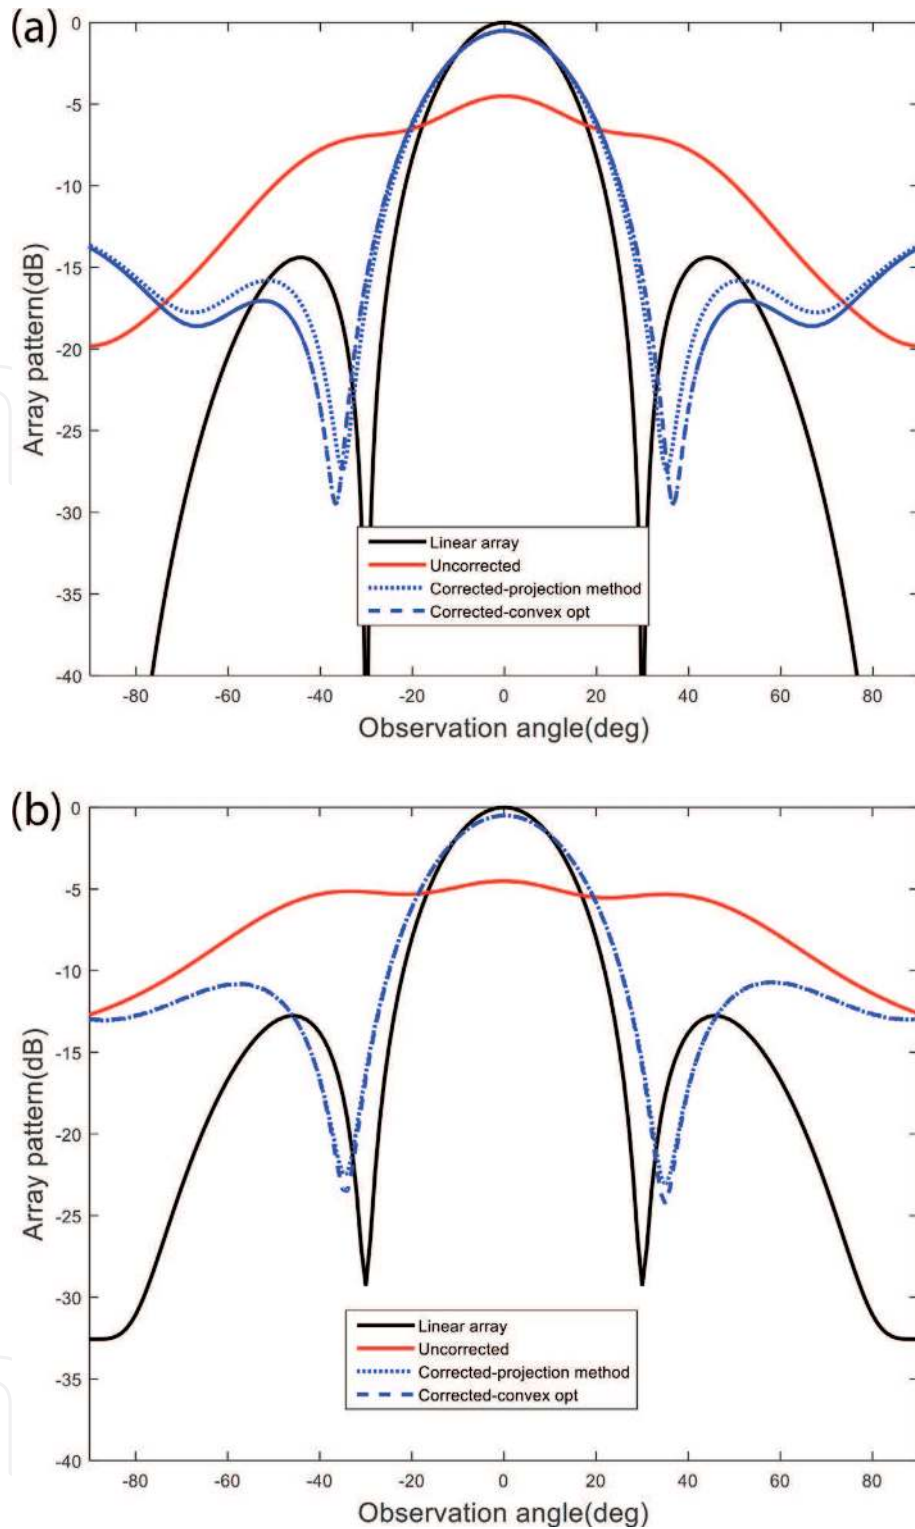 (a)
Array pattern(dB)
0
-5
-10
-15
-20
-25
-30
-35
-40
Linear array
Uncorrected
Corrected-projection method
Corrected-convex opt
-80 -60 -40 -20 0 20 40 60 80
Observation angle(deg)
(b)
Array pattern(dB)
0
-5
-10
-15
-20
-25
-30
-35
-40
Linear array
Uncorrected
Corrected-projection method
Corrected-convex opt
-80 -60 -40 -20 0 20 40 60 80
Observation angle(deg)